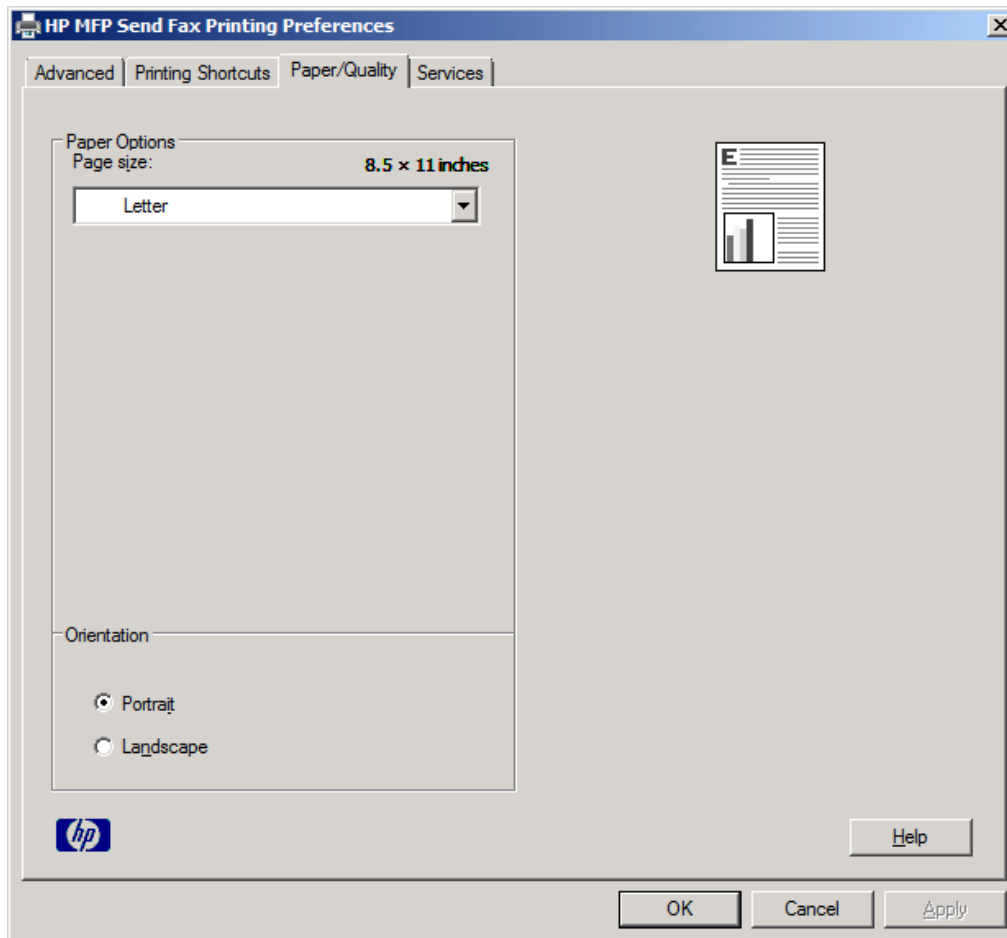 HP MFP Send Fax Printing Preferences
Advanced Printing Shortcuts Paper/Quality Services
Paper Options
Page size: 8.5 × 11 inches
Letter
E
Orientation
Portrait
Landscape
hp
Help
OK Cancel Apply